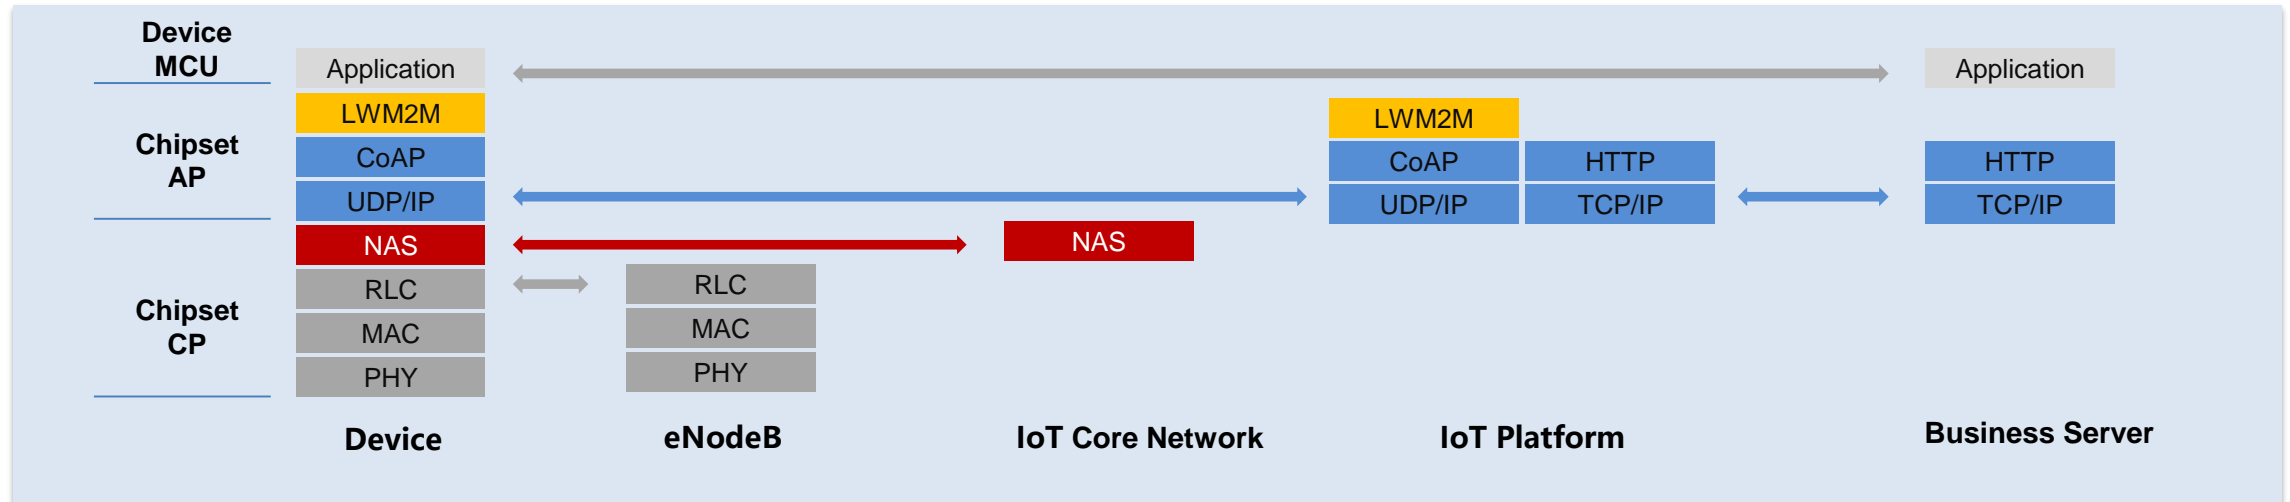 Device
MCU
Application
Application
LWM2M
LWM2M
Chipset
AP
CoAP
CoAP
HTTP
HTTP
UDP/IP
UDP/IP
TCP/IP
TCP/IP
NAS
NAS
Chipset
CP
RLC
RLC
MAC
MAC
PHY
PHY
Device
eNodeB
IoT Core Network
IoT Platform
Business Server